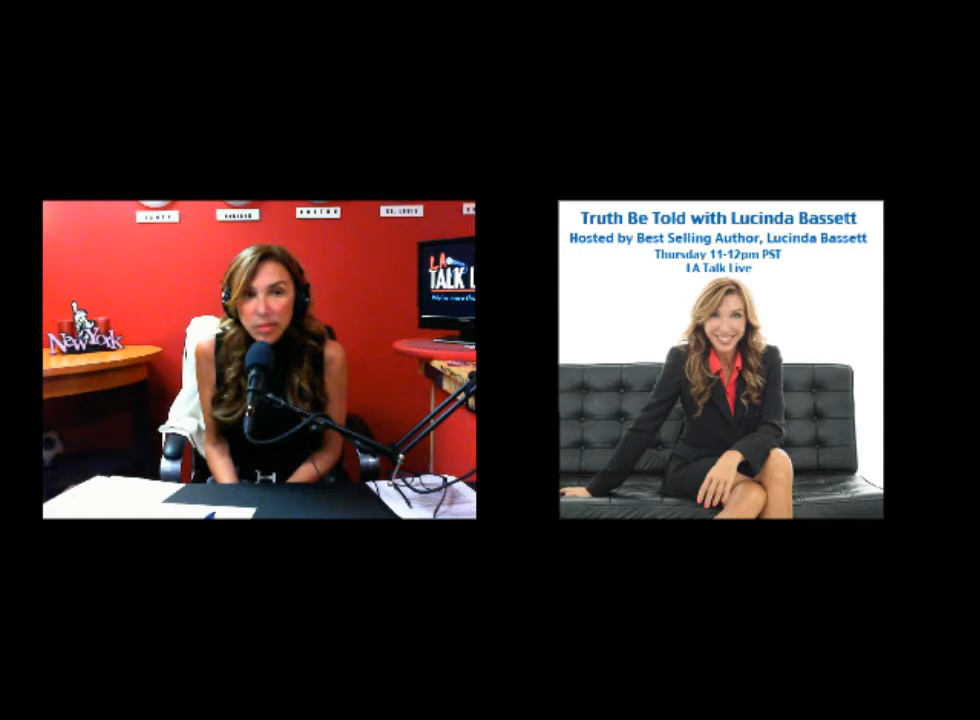 BOSTON
LA
TALK L
New York
Truth Be Told with Lucinda Bassett
Hosted by Best Selling Author, Lucinda Bassett
Thursday 11-12pm PST
LA Talk Live